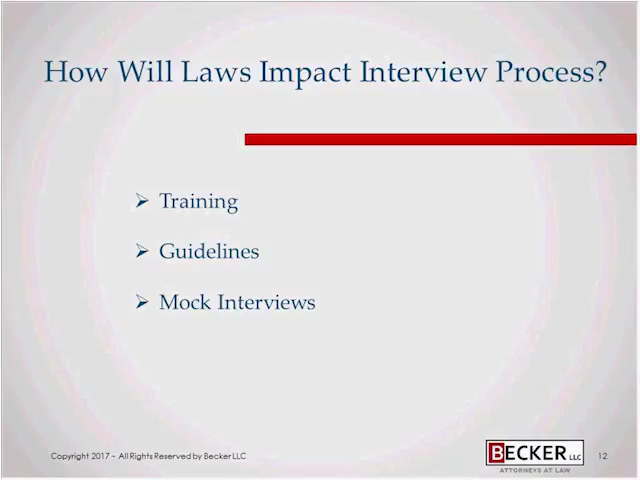 How Will Laws Impact Interview Process?
Training
Guidelines
Mock Interviews
Copyright 2017 - All Rights Reserved by Becker LLC
BECKER LLC
ATTORNEYS AT LAW
12